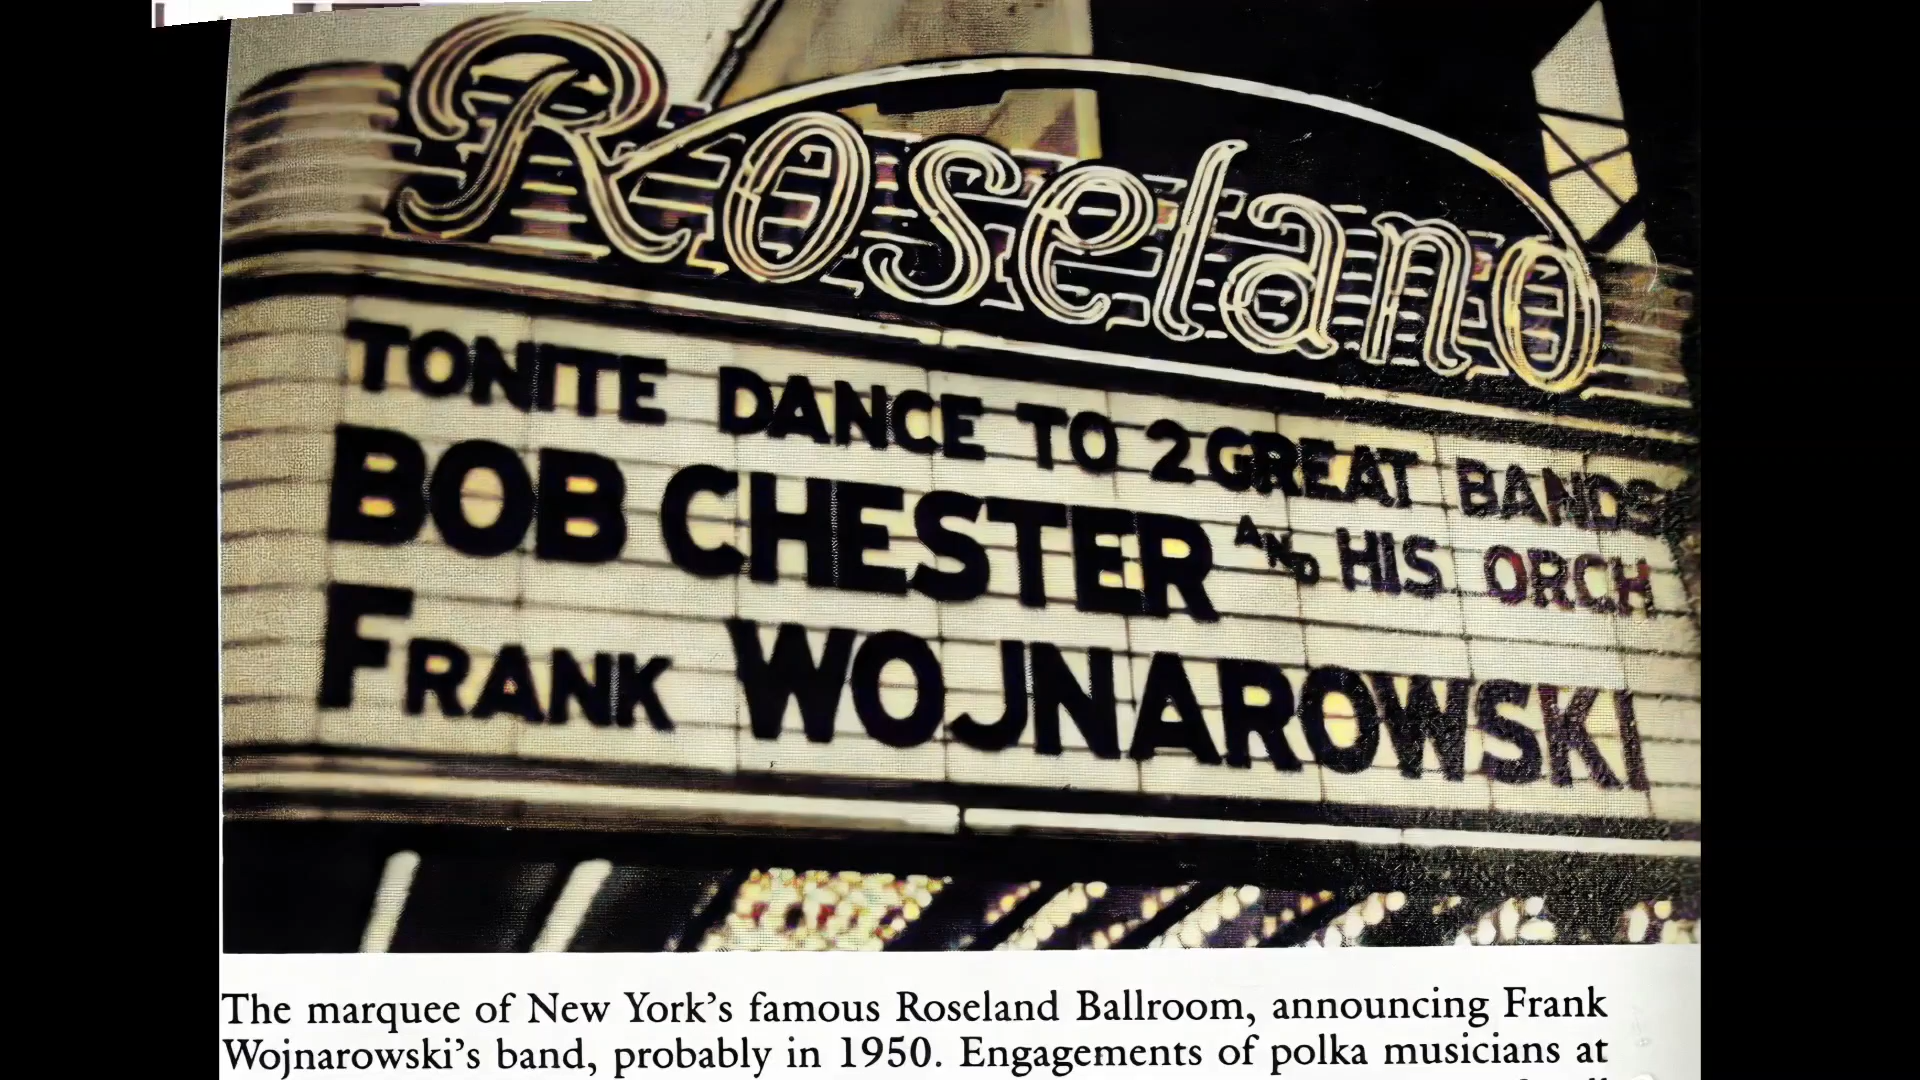 Roseland
TONITE DANCE TO 2 GREAT BANDS
BOB CHESTER AND HIS ORCH
FRANK WOJNAROWSKI
The marquee of New York's famous Roseland Ballroom, announcing Frank
Wojnarowski's band, probably in 1950. Engagements of polka musicians at